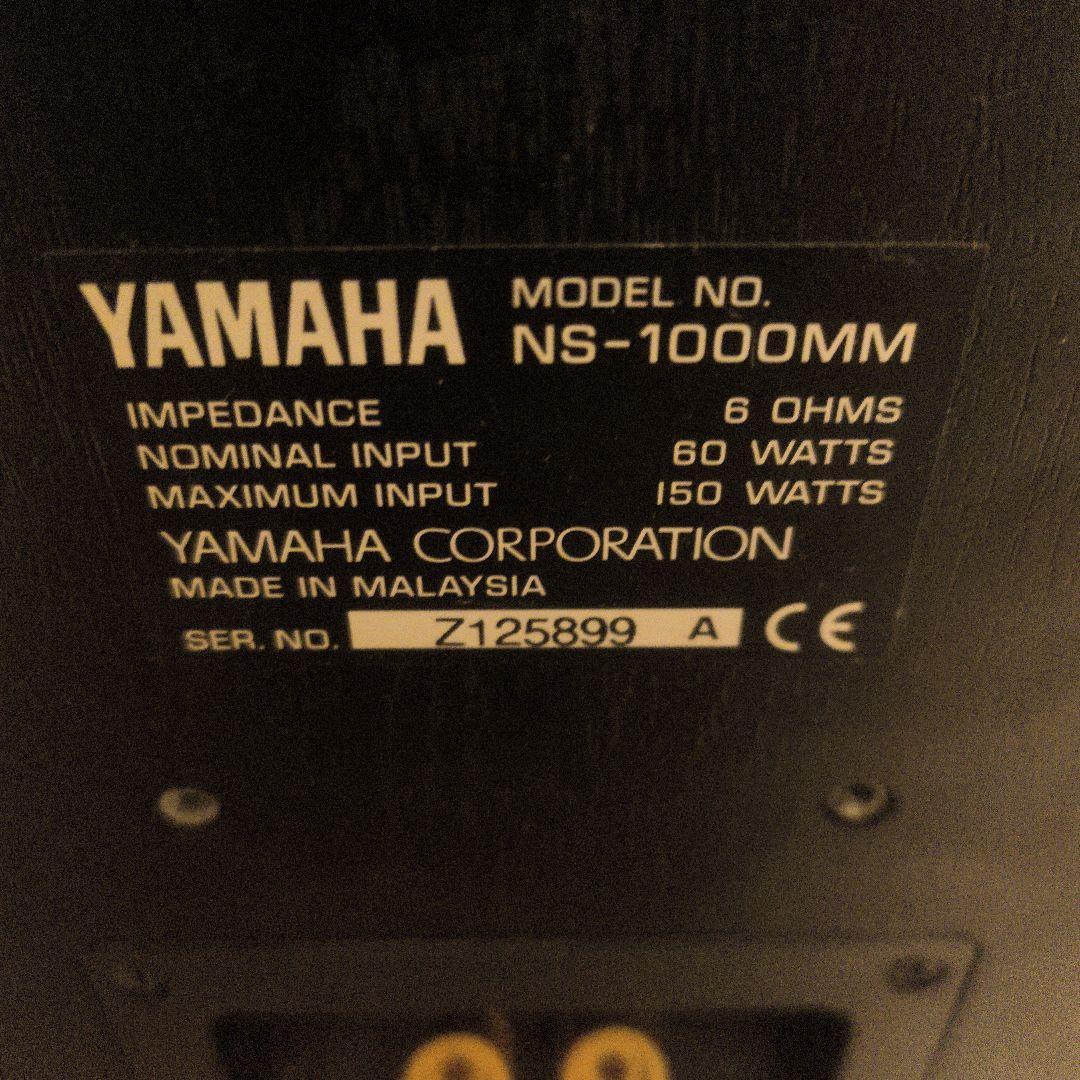 YAMAHA
MODEL NO.
NS-1000MM
IMPEDANCE 6 OHMS
NOMINAL INPUT 60 WATTS
MAXIMUM INPUT 150 WATTS
YAMAHA CORPORATION
MADE IN MALAYSIA
SER. NO. Z125899 A CE